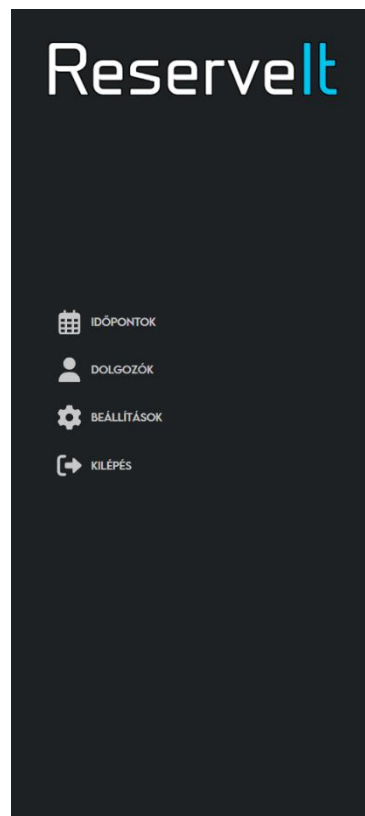 ReserveIt
IDŐPONTOK
DOLGOZÓK
BEÁLLÍTÁSOK
KILÉPÉS